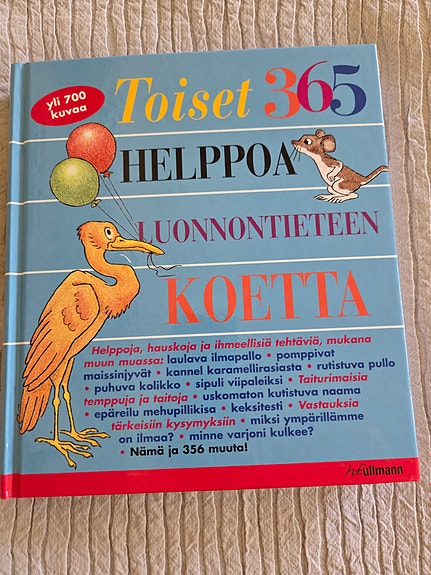 yli 700
kuvaa
Toiset 365
HELPPOA
LUONNONTIETEEN
KOETTA
Helppoja, hauskoja ja ihmeellisiä tehtäviä, mukana
muun muassa: laulava ilmapallo • pomppivat
maissinjyvät • kannel karamellirasiasta • rutistuva pullo
• puhuva kolikko • sipuli viipaleiksi • Taiturimaisia
temppuja ja taitoja • uskomaton kutistuva naama
• epäreilu mehupillikisa • keksitesti • Vastauksia
tärkeisiin kysymyksiin • miksi ympärillämme
on ilmaa? • minne varjoni kulkee?
• Nämä ja 356 muuta!
h.f.ullmann